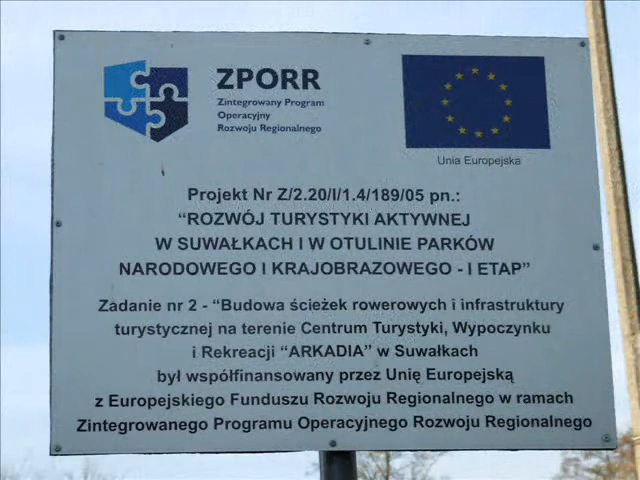 ZPORR
Zintegrowany Program
Operacyjny
Rozwoju Regionalnego
Unia Europejska
Projekt Nr Z/2.20/I/1.4/189/05 pn.:
“ROZWÓJ TURYSTYKI AKTYWNEJ
W SUWAŁKACH I W OTULINIE PARKÓW
NARODOWEGO I KRAJOBRAZOWEGO - I ETAP”
Zadanie nr 2 - “Budowa ścieżek rowerowych i infrastruktury
turystycznej na terenie Centrum Turystyki, Wypoczynku
i Rekreacji “ARKADIA” w Suwałkach
był współfinansowany przez Unię Europejską
z Europejskiego Funduszu Rozwoju Regionalnego w ramach
Zintegrowanego Programu Operacyjnego Rozwoju Regionalnego